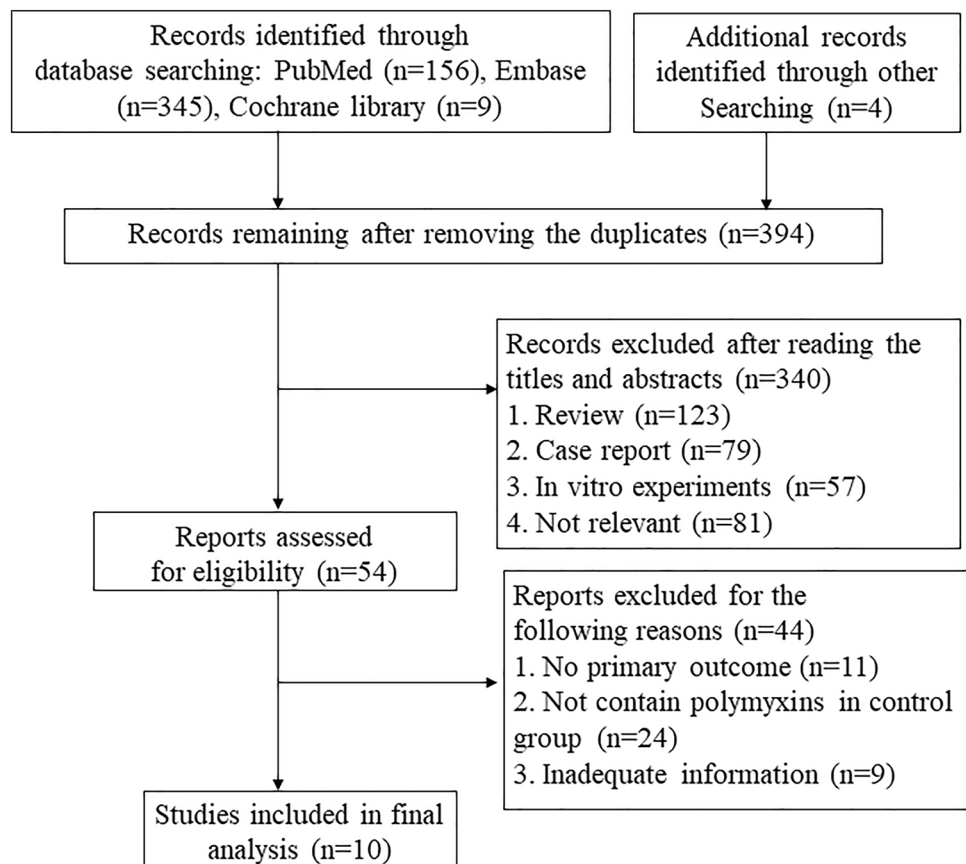 Records identified through
database searching: PubMed (n=156), Embase
(n=345), Cochrane library (n=9)
Additional records
identified through other
Searching (n=4)
Records remaining after removing the duplicates (n=394)
Records excluded after reading the
titles and abstracts (n=340)
1. Review (n=123)
2. Case report (n=79)
3. In vitro experiments (n=57)
4. Not relevant (n=81)
Reports assessed
for eligibility (n=54)
Reports excluded for the
following reasons (n=44)
1. No primary outcome (n=11)
2. Not contain polymyxins in control
group (n=24)
3. Inadequate information (n=9)
Studies included in final
analysis (n=10)